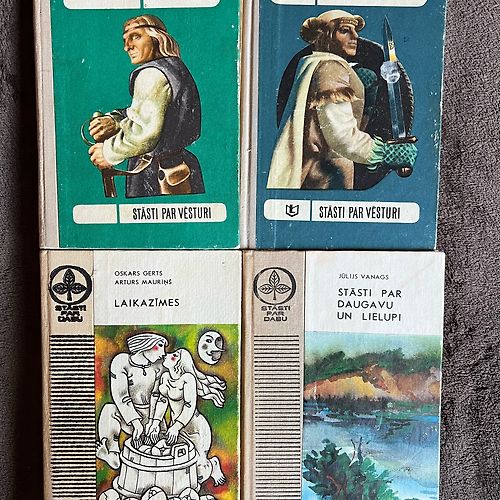 STĀSTI PAR VĒSTURI
STĀSTI PAR VĒSTURI
STĀSTI
PAR
DABU
OSKARS GERTS
ARTURS MAURIŅŠ
LAIKAZĪMES
STĀSTI
PAR
DABU
JŪLIJS VANAGS
STĀSTI PAR
DAUGAVU
UN LIELUPI